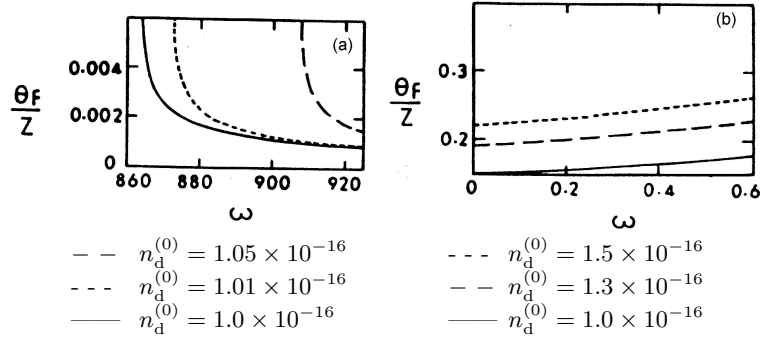 (a)
0.004
0.002
0
θF/Z
860 880 900 920
ω
n_d^(0) = 1.05 × 10^−16
n_d^(0) = 1.01 × 10^−16
n_d^(0) = 1.0 × 10^−16
(b)
0.3
0.2
θF/Z
0 0.2 0.4 0.6
ω
n_d^(0) = 1.5 × 10^−16
n_d^(0) = 1.3 × 10^−16
n_d^(0) = 1.0 × 10^−16